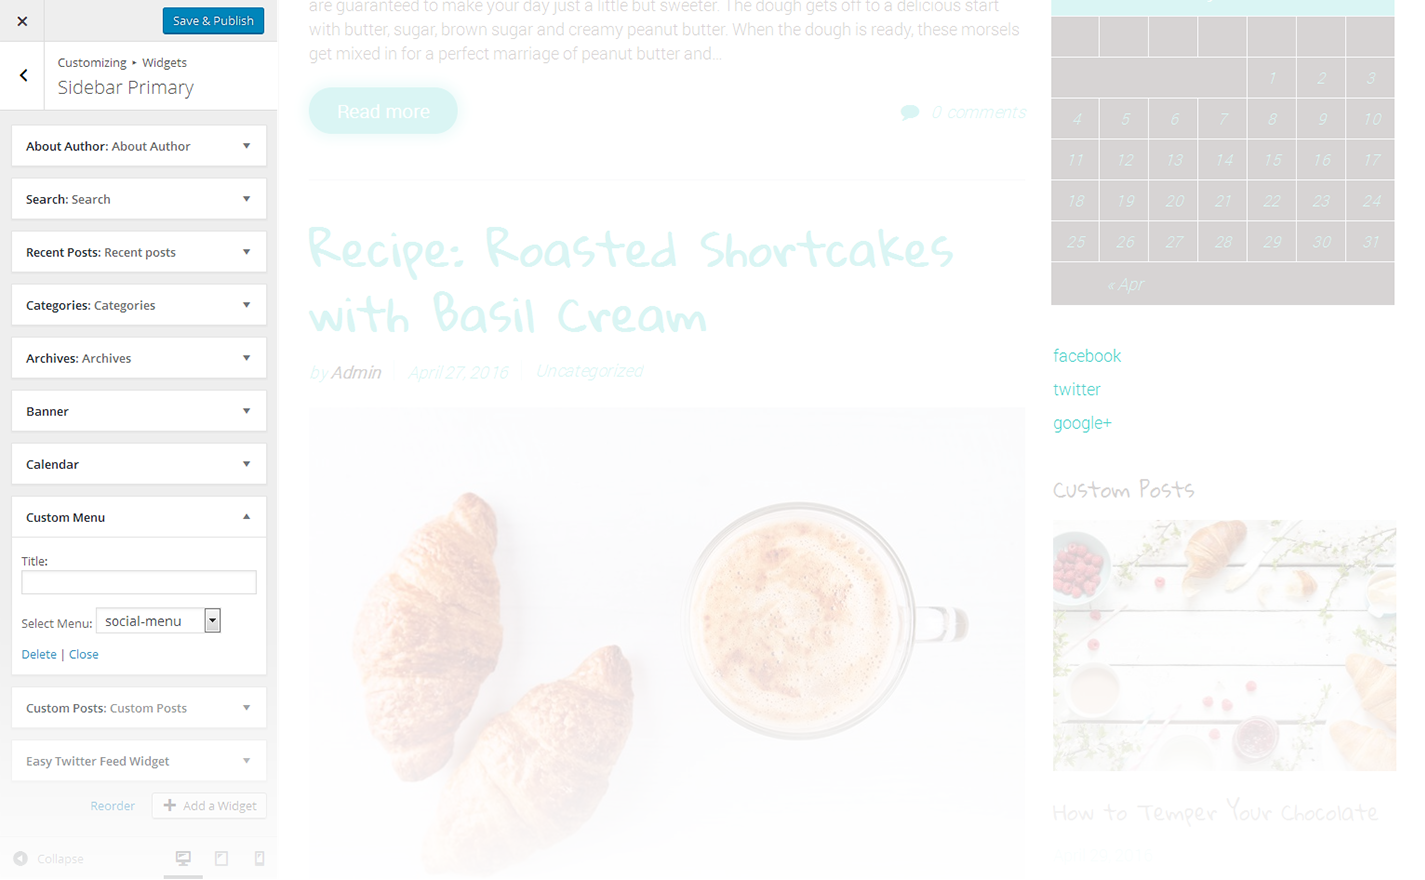 Save & Publish
Customizing ▸ Widgets
Sidebar Primary
About Author: About Author
Search: Search
Recent Posts: Recent posts
Categories: Categories
Archives: Archives
Banner
Calendar
Custom Menu
Title:
Select Menu: social-menu
Delete | Close
Custom Posts: Custom Posts
Easy Twitter Feed Widget
Reorder
Add a Widget
Collapse
are guaranteed to make your day just a little but sweeter. The dough gets off to a delicious start
with butter, sugar, brown sugar and creamy peanut butter. When the dough is ready, these morsels
get mixed in for a perfect marriage of peanut butter and...
Read more
0 comments
Recipe: Roasted Shortcakes
with Basil Cream
by Admin April 27, 2016 Uncategorized
1 2 3
4 5 6 7 8 9 10
11 12 13 14 15 16 17
18 19 20 21 22 23 24
25 26 27 28 29 30 31
« Apr
facebook
twitter
google+
Custom Posts
How to Temper Your Chocolate